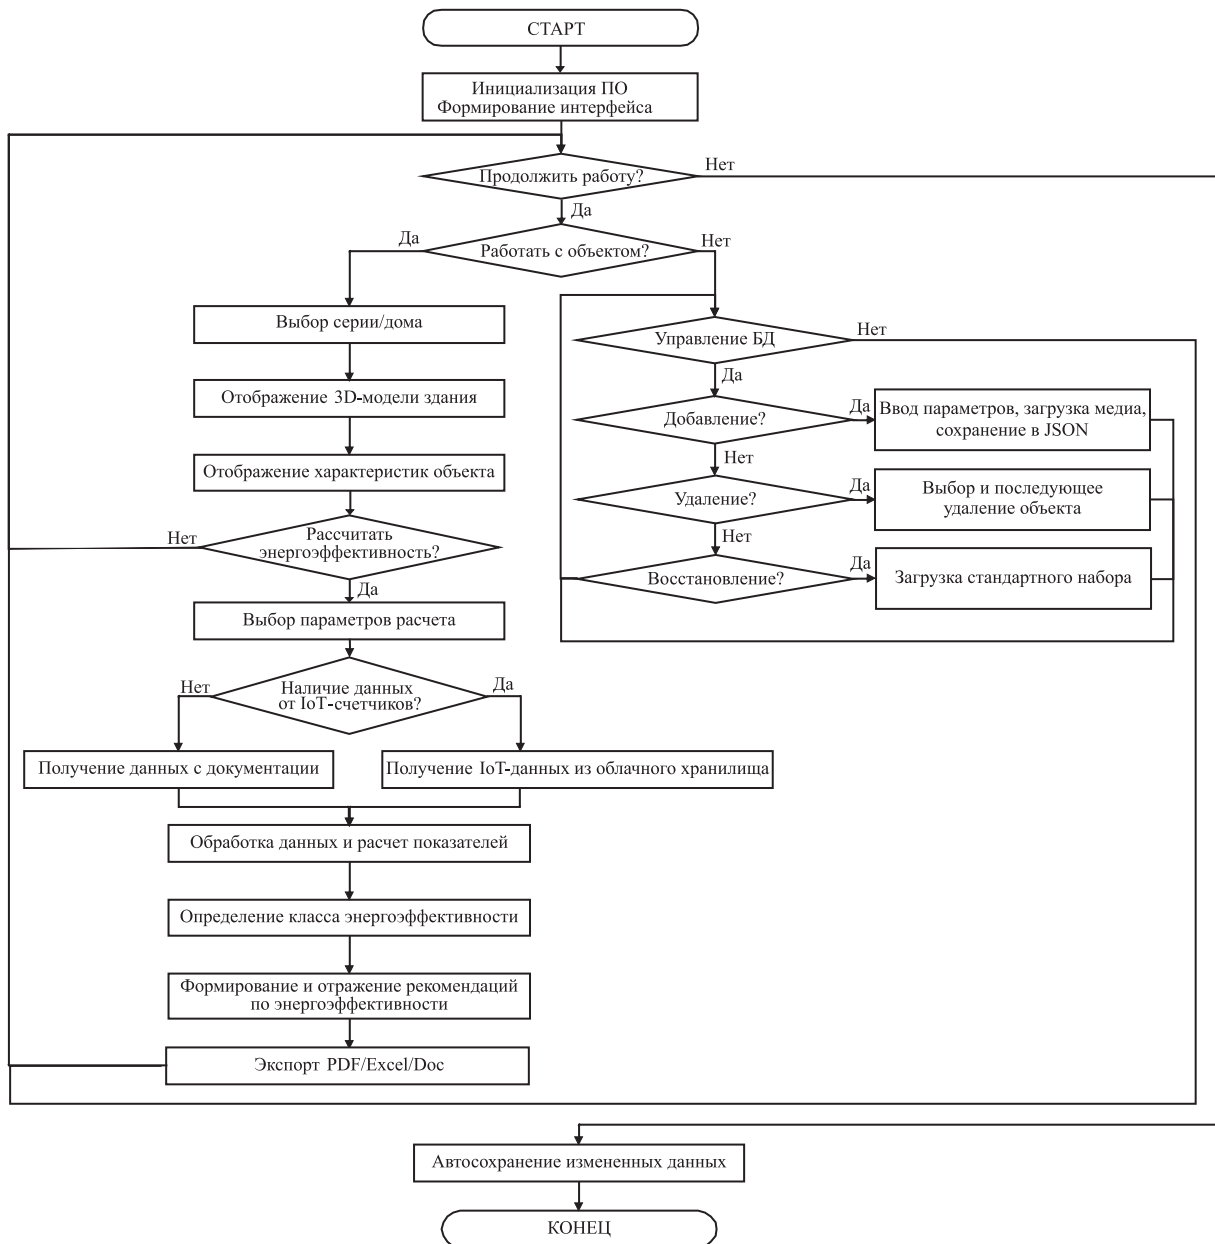 СТАРТ
Инициализация ПО
Формирование интерфейса
Продолжить работу?
Нет
Да
Работать с объектом?
Да
Нет
Выбор серии/дома
Отображение 3D-модели здания
Отображение характеристик объекта
Рассчитать
энергоэффективность?
Нет
Да
Выбор параметров расчета
Наличие данных
от IoT-счетчиков?
Нет
Да
Получение данных с документации
Получение IoT-данных из облачного хранилища
Обработка данных и расчет показателей
Определение класса энергоэффективности
Формирование и отражение рекомендаций
по энергоэффективности
Экспорт PDF/Excel/Doc
Управление БД
Нет
Да
Добавление?
Да
Ввод параметров, загрузка медиа,
сохранение в JSON
Нет
Удаление?
Да
Выбор и последующее
удаление объекта
Нет
Восстановление?
Да
Загрузка стандартного набора
Автосохранение измененных данных
КОНЕЦ